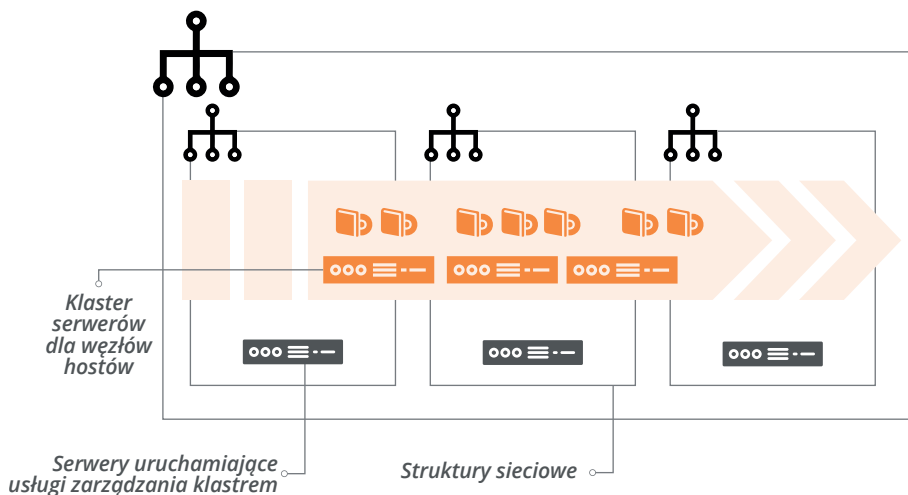 Klaster
serwerów
dla węzłów
hostów
Serwery uruchamiające
usługi zarządzania klastrem
Struktury sieciowe